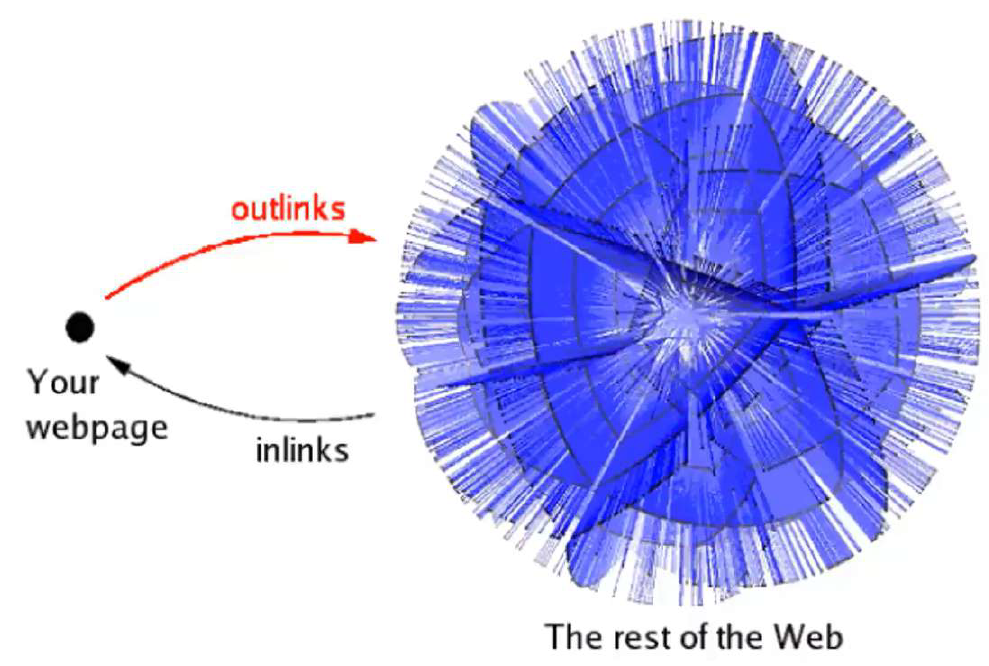 outlinks
Your
webpage
inlinks
The rest of the Web